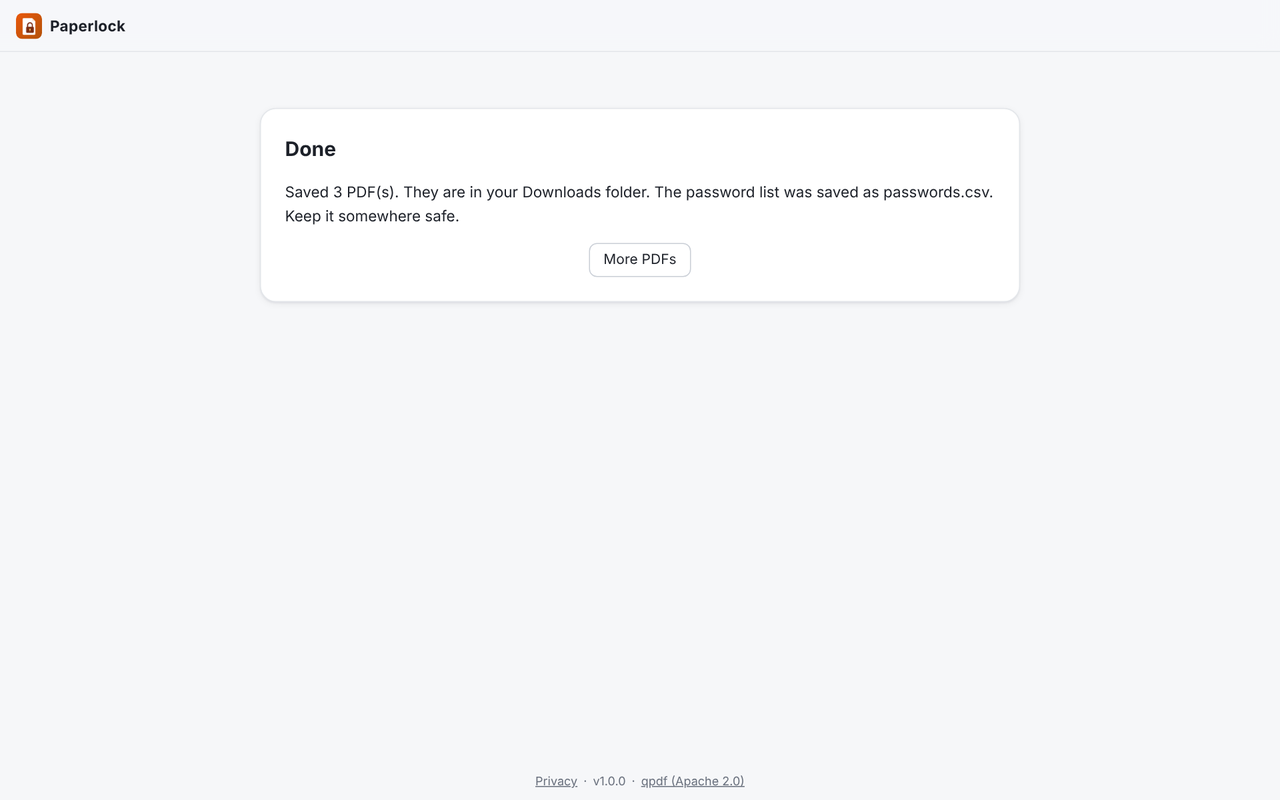 Paperlock
Done
Saved 3 PDF(s). They are in your Downloads folder. The password list was saved as passwords.csv.
Keep it somewhere safe.
More PDFs
Privacy · v1.0.0 · qpdf (Apache 2.0)